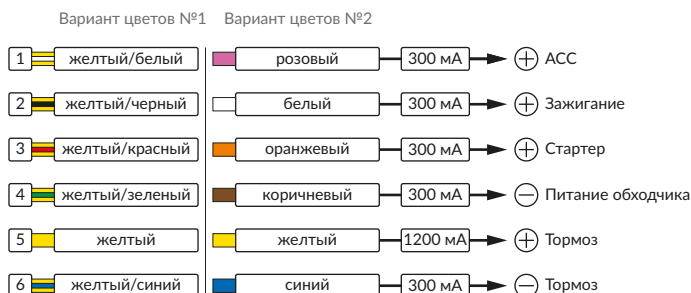 Вариант цветов №1 Вариант цветов №2
1 желтый/белый розовый 300 мА + ACC
2 желтый/черный белый 300 мА + Зажигание
3 желтый/красный оранжевый 300 мА + Стартер
4 желтый/зеленый коричневый 300 мА − Питание обходчика
5 желтый желтый 1200 мА + Тормоз
6 желтый/синий синий 300 мА − Тормоз